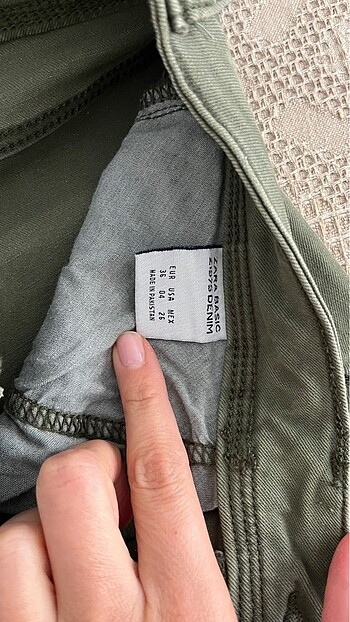 ZARA BASIC
Z1975 DENIM
EUR USA MEX
36 04 26
MADE IN PAKISTAN